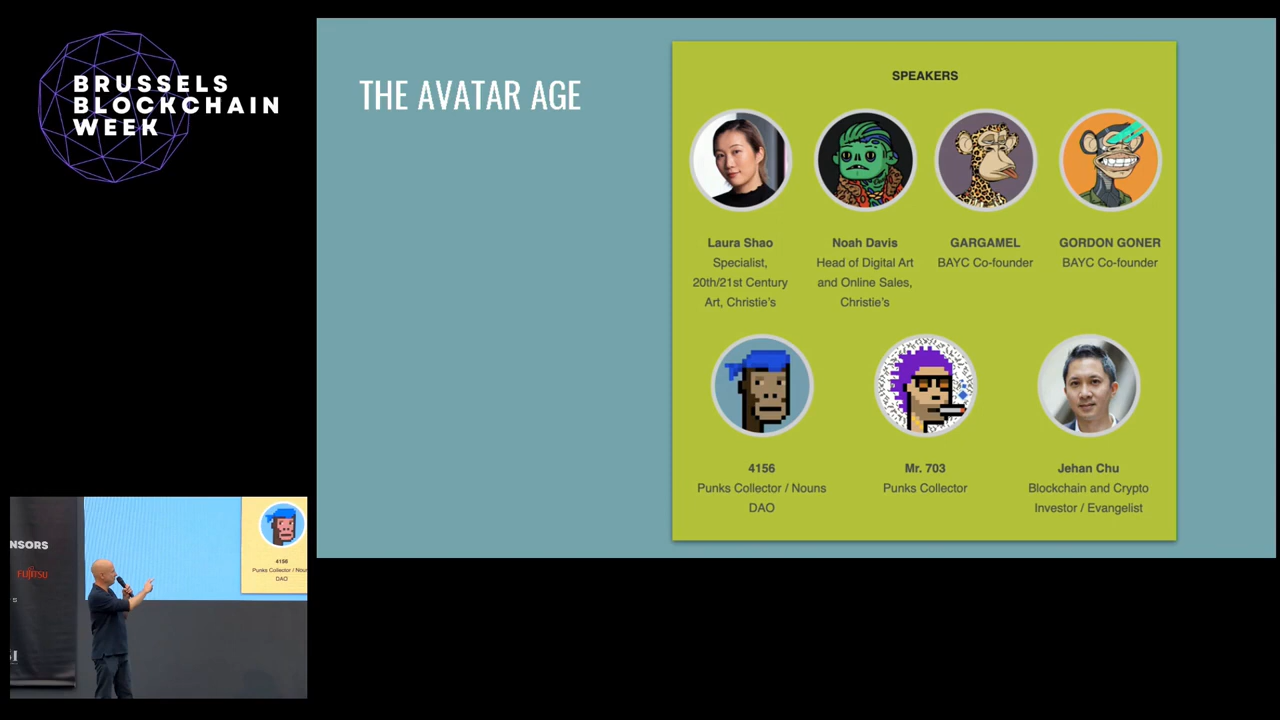 BRUSSELS
BLOCKCHAIN
WEEK
THE AVATAR AGE
SPEAKERS
Laura Shao
Specialist,
20th/21st Century
Art, Christie's
Noah Davis
Head of Digital Art
and Online Sales,
Christie's
GARGAMEL
BAYC Co-founder
GORDON GONER
BAYC Co-founder
4156
Punks Collector / Nouns
DAO
Mr. 703
Punks Collector
Jehan Chu
Blockchain and Crypto
Investor / Evangelist
NSORS
FUJITSU
4156
Punks Collector / Noun
DAO